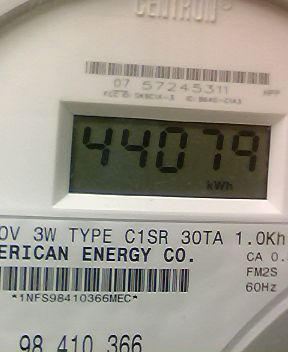 CENTRON®
07 57245311
HPP
44079
kWh
0V 3W TYPE C1SR 30TA 1.0Kh
ERICAN ENERGY CO.
CA 0.
FM2S
*1NFS98410366MEC*
60Hz
98 410 366